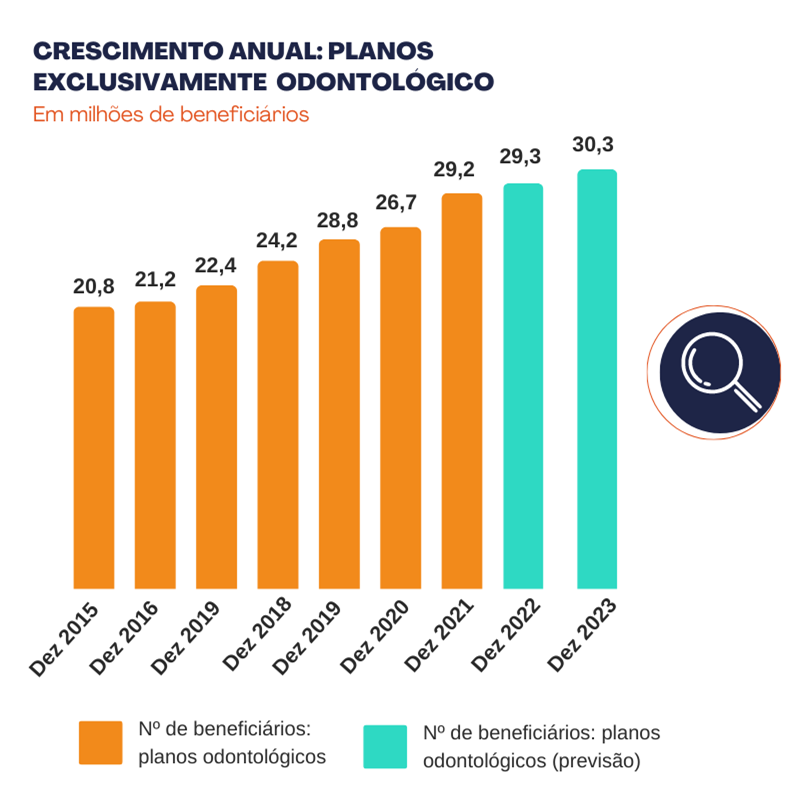 CRESCIMENTO ANUAL: PLANOS
EXCLUSIVAMENTE ODONTOLÓGICO
Em milhões de beneficiários
20,8
21,2
22,4
24,2
28,8
26,7
29,2
29,3
30,3
Dez 2015
Dez 2016
Dez 2019
Dez 2018
Dez 2019
Dez 2020
Dez 2021
Dez 2022
Dez 2023
Nº de beneficiários:
planos odontológicos
Nº de beneficiários: planos
odontológicos (previsão)